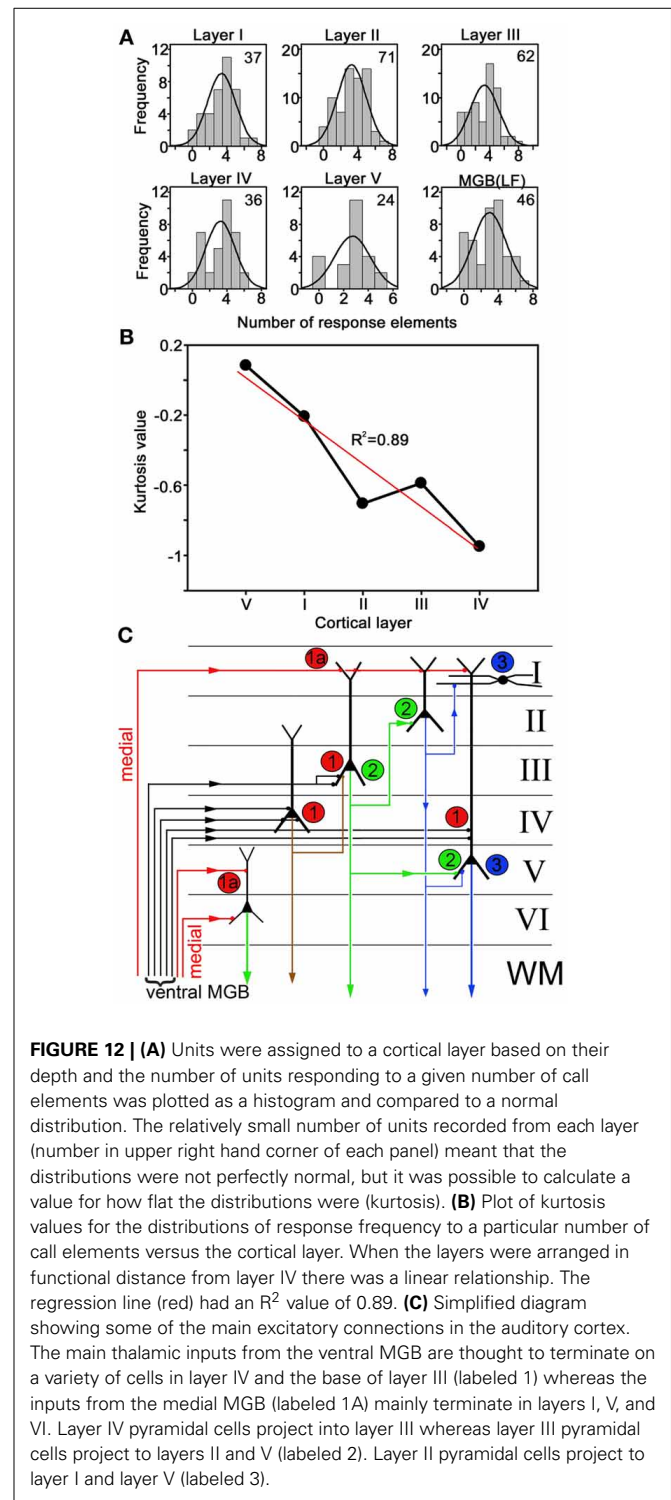 A
Layer I
Layer II
Layer III
Frequency
12
8
4
0
37
0 4 8
20
10
0
71
0 4 8
20
10
0
62
0 4 8
Layer IV
Layer V
MGB(LF)
Frequency
12
8
4
0
36
0 4 8
12
8
4
0
24
0 2 4 6
12
8
4
0
46
0 4 8
Number of response elements
B
Kurtosis value
0.2
-0.2
-0.6
-1
R²=0.89
V I II III IV
Cortical layer
C
1a
3
I
2
II
medial
1
2
III
1
1
IV
2
3
V
1a
VI
medial
WM
ventral MGB
FIGURE 12 | (A) Units were assigned to a cortical layer based on their
depth and the number of units responding to a given number of call
elements was plotted as a histogram and compared to a normal
distribution. The relatively small number of units recorded from each layer
(number in upper right hand corner of each panel) meant that the
distributions were not perfectly normal, but it was possible to calculate a
value for how flat the distributions were (kurtosis). (B) Plot of kurtosis
values for the distributions of response frequency to a particular number of
call elements versus the cortical layer. When the layers were arranged in
functional distance from layer IV there was a linear relationship. The
regression line (red) had an R² value of 0.89. (C) Simplified diagram
showing some of the main excitatory connections in the auditory cortex.
The main thalamic inputs from the ventral MGB are thought to terminate on
a variety of cells in layer IV and the base of layer III (labeled 1) whereas the
inputs from the medial MGB (labeled 1A) mainly terminate in layers I, V, and
VI. Layer IV pyramidal cells project into layer III whereas layer III pyramidal
cells project to layers II and V (labeled 2). Layer II pyramidal cells project to
layer I and layer V (labeled 3).